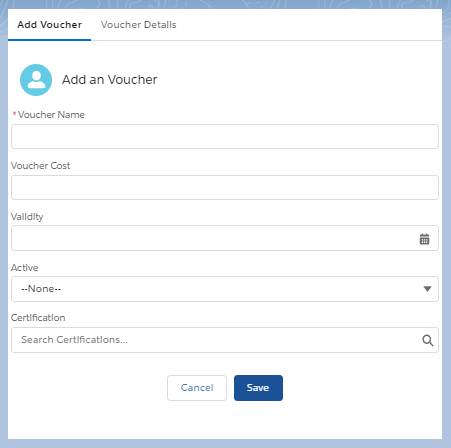 Add Voucher Voucher Details
Add an Voucher
*Voucher Name
Voucher Cost
Validity
Active
--None--
Certification
Search Certifications...
Cancel Save